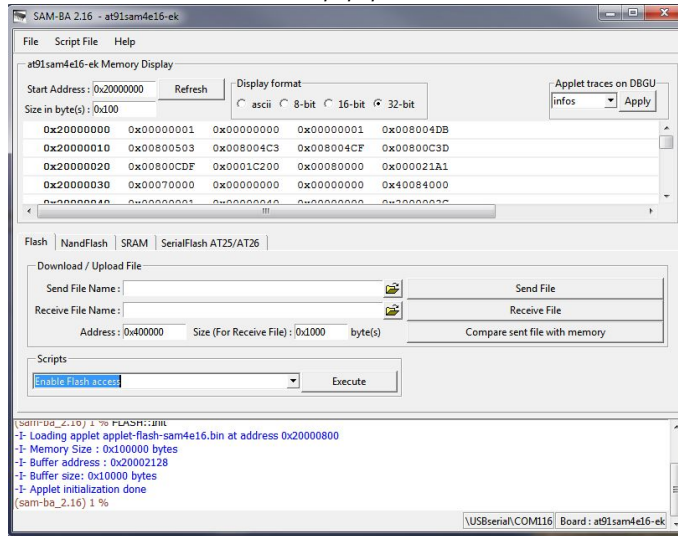 SAM-BA 2.16 - at91sam4e16-ek
File Script File Help
at91sam4e16-ek Memory Display
Start Address : 0x20000000 Refresh
Size in byte(s) : 0x100
Display format
ascii 8-bit 16-bit 32-bit
Applet traces on DBGU
infos Apply
0x20000000 0x00000001 0x00000000 0x00000001 0x008004DB
0x20000010 0x00800503 0x008004C3 0x008004CF 0x00800C3D
0x20000020 0x00800CDF 0x0001C200 0x00080000 0x000021A1
0x20000030 0x00070000 0x00000000 0x00000000 0x40084000
Flash NandFlash SRAM SerialFlash AT25/AT26
Download / Upload File
Send File Name : Send File
Receive File Name : Receive File
Address : 0x400000 Size (For Receive File) : 0x1000 byte(s) Compare sent file with memory
Scripts
Enable Flash access Execute
(sam-ba_2.16) 1 % FLASH::Init
-I- Loading applet applet-flash-sam4e16.bin at address 0x20000800
-I- Memory Size : 0x100000 bytes
-I- Buffer address : 0x20002128
-I- Buffer size: 0x10000 bytes
-I- Applet initialization done
(sam-ba_2.16) 1 %
\USBserial\COM116 Board : at91sam4e16-ek